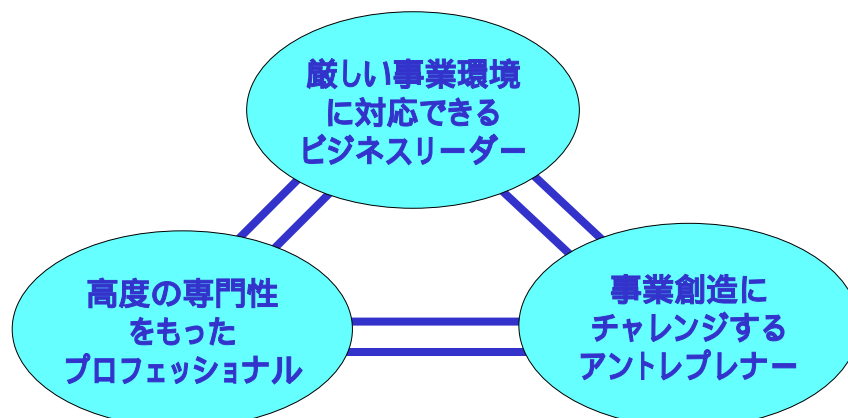 厳しい事業環境
に対応できる
ビジネスリーダー
高度の専門性
をもった
プロフェッショナル
事業創造に
チャレンジする
アントレプレナー